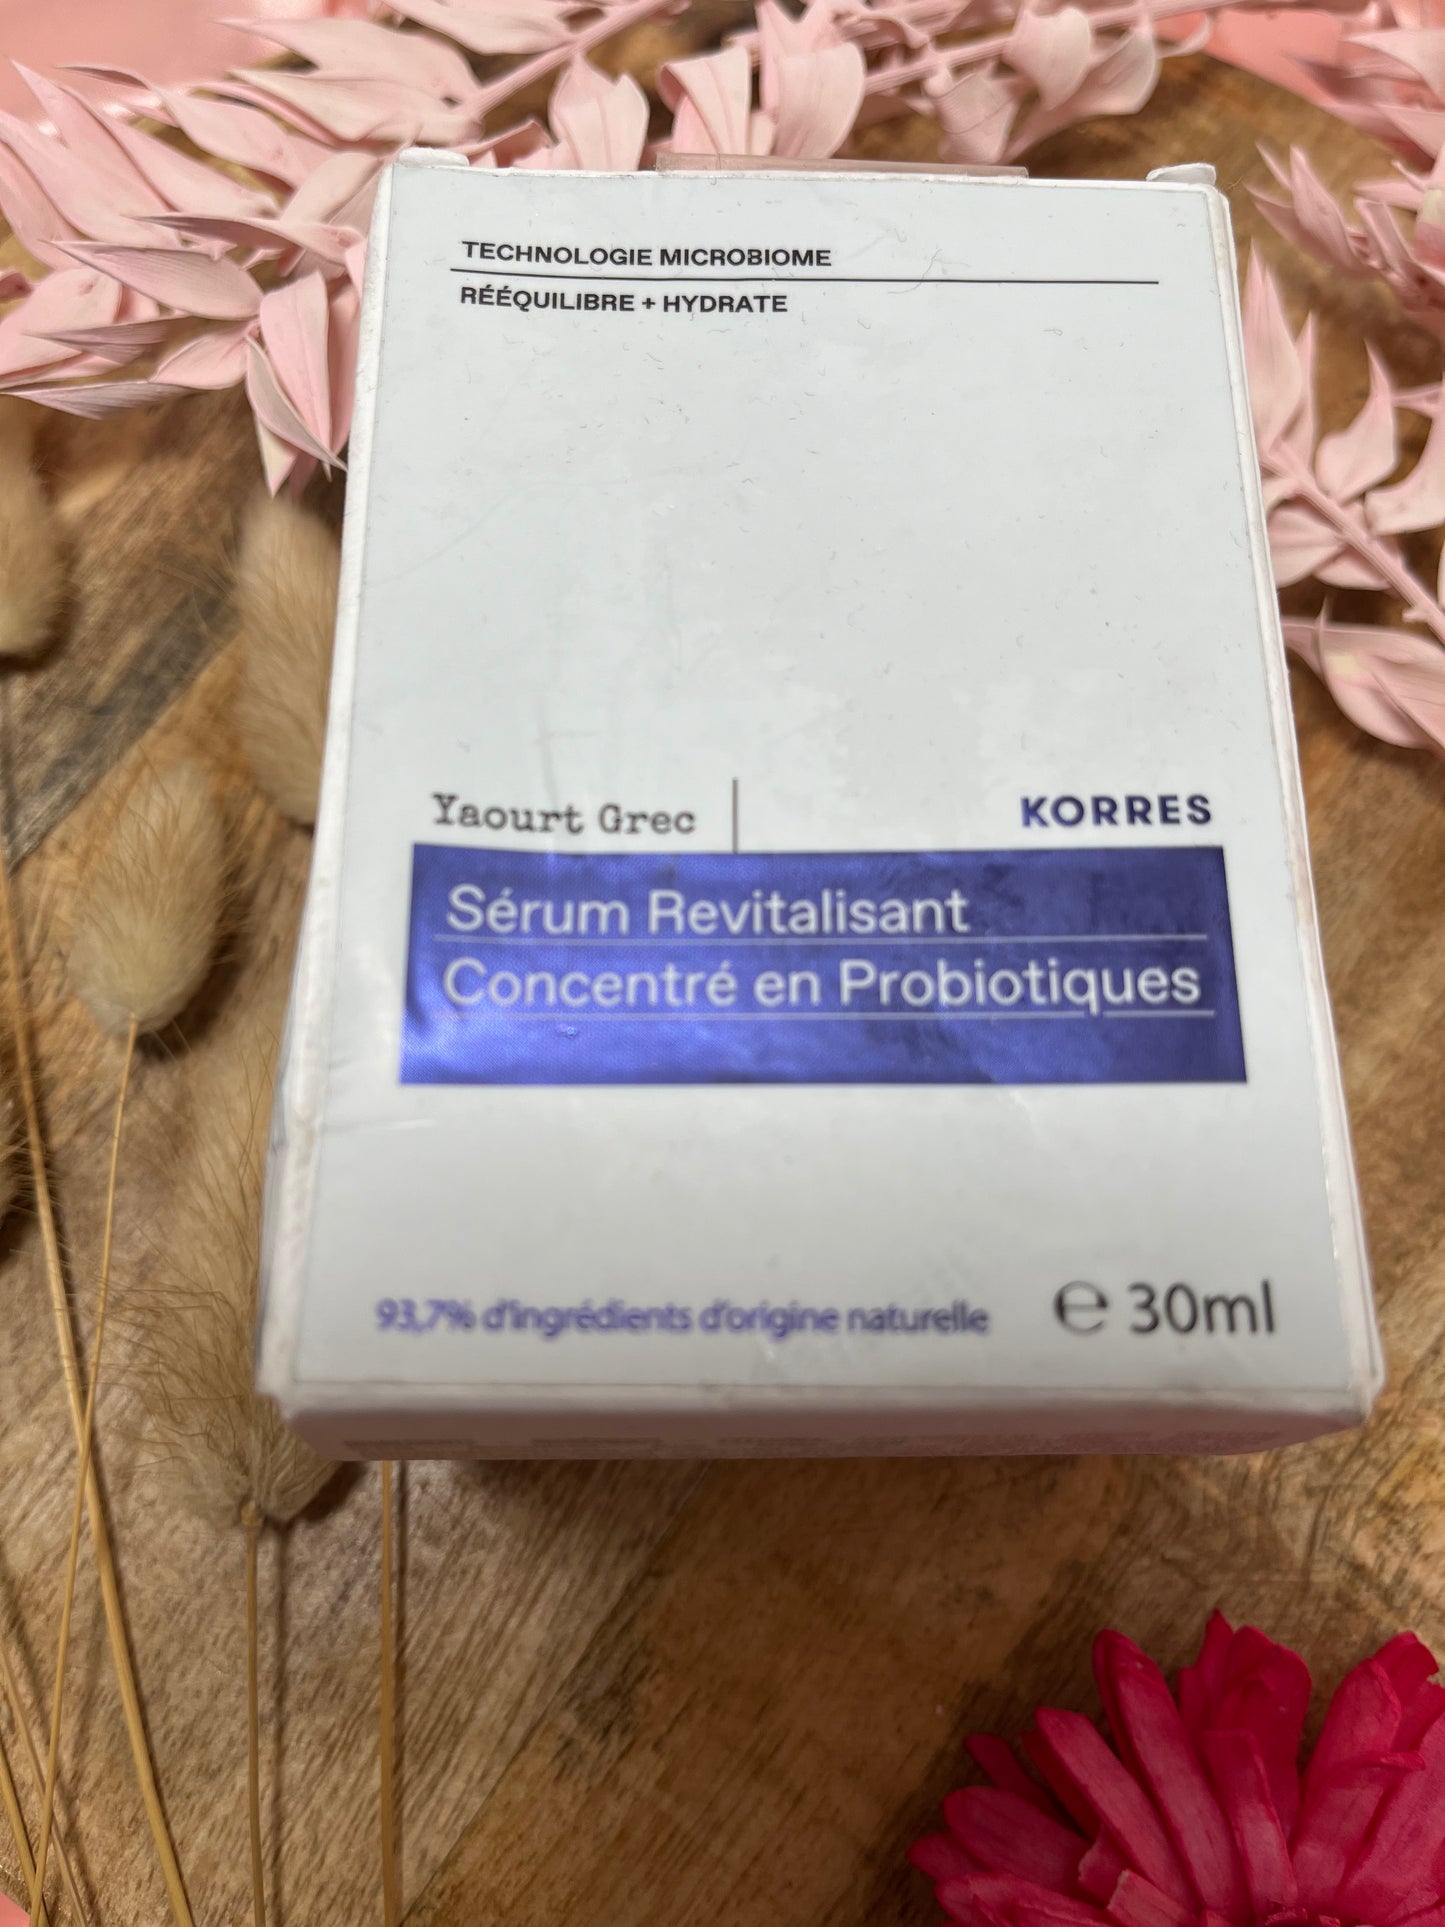 TECHNOLOGIE MICROBIOME
RÉÉQUILIBRE + HYDRATE
Yaourt Grec
KORRES
Sérum Revitalisant
Concentré en Probiotiques
93,7% d'ingrédients d'origine naturelle
℮ 30ml